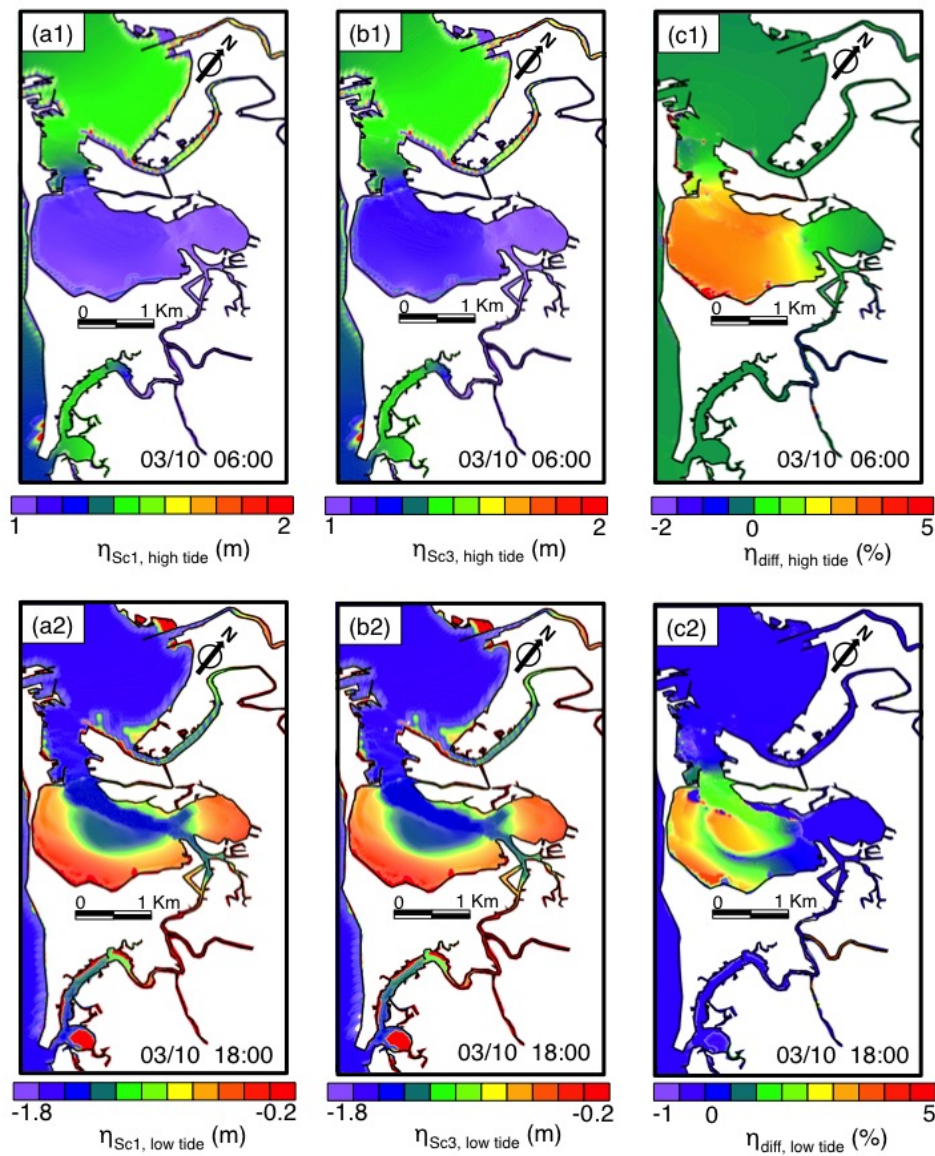 (a1)
N
0 1 Km
03/10 06:00
1 2
ηSc1, high tide (m)
(b1)
N
0 1 Km
03/10 06:00
1 2
ηSc3, high tide (m)
(c1)
N
0 1 Km
03/10 06:00
-2 0 5
ηdiff, high tide (%)
(a2)
N
0 1 Km
03/10 18:00
-1.8 -0.2
ηSc1, low tide (m)
(b2)
N
0 1 Km
03/10 18:00
-1.8 -0.2
ηSc3, low tide (m)
(c2)
N
0 1 Km
03/10 18:00
-1 0 5
ηdiff, low tide (%)